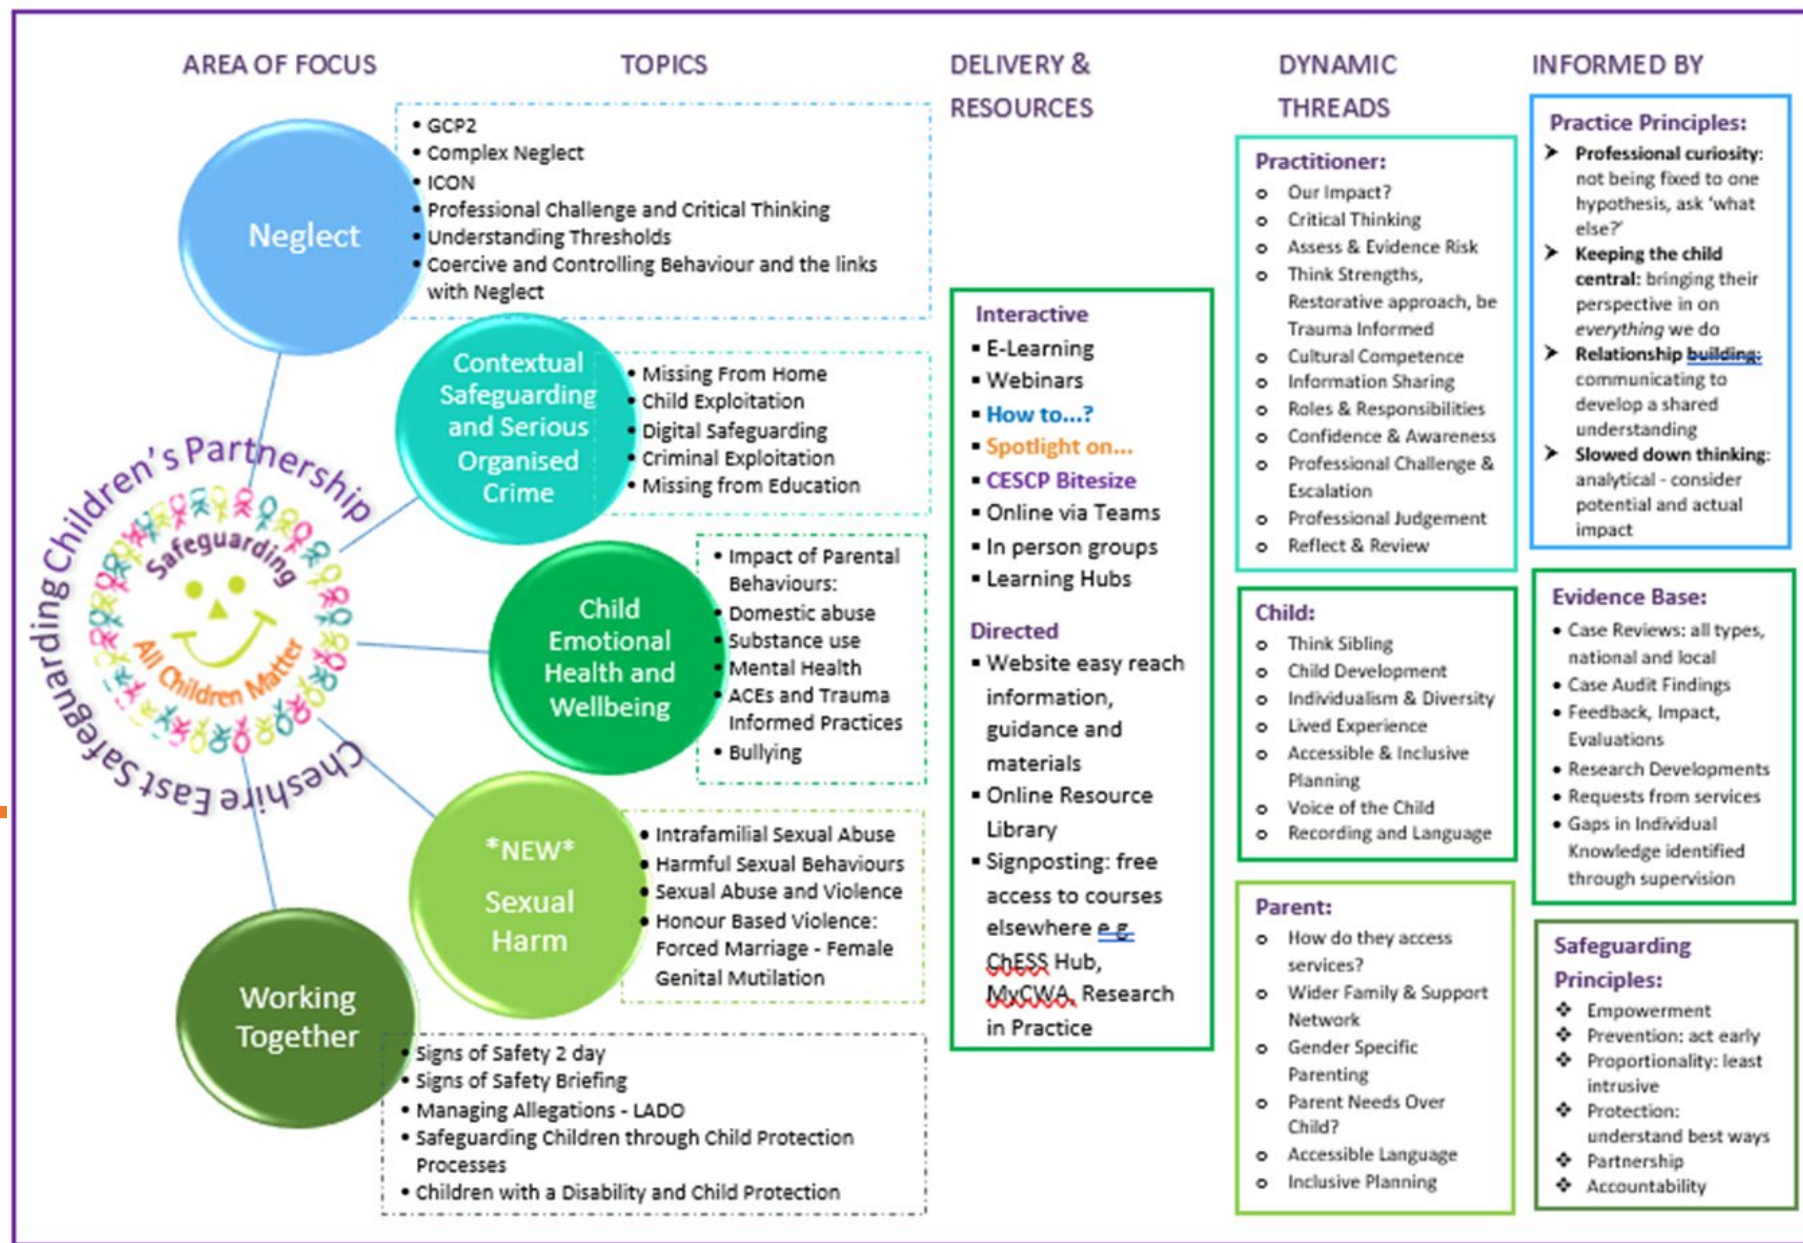 AREA OF FOCUS
TOPICS
DELIVERY &
RESOURCES
DYNAMIC
THREADS
INFORMED BY
Cheshire East Safeguarding Children's Partnership
Safeguarding
All Children Matter
Neglect
• GCP2
• Complex Neglect
• ICON
• Professional Challenge and Critical Thinking
• Understanding Thresholds
• Coercive and Controlling Behaviour and the links
with Neglect
Contextual
Safeguarding
and Serious
Organised
Crime
• Missing From Home
• Child Exploitation
• Digital Safeguarding
• Criminal Exploitation
• Missing from Education
Child
Emotional
Health and
Wellbeing
• Impact of Parental
Behaviours:
• Domestic abuse
• Substance use
• Mental Health
• ACEs and Trauma
Informed Practices
• Bullying
*NEW*
Sexual
Harm
• Intrafamilial Sexual Abuse
• Harmful Sexual Behaviours
• Sexual Abuse and Violence
• Honour Based Violence:
Forced Marriage - Female
Genital Mutilation
Working
Together
• Signs of Safety 2 day
• Signs of Safety Briefing
• Managing Allegations - LADO
• Safeguarding Children through Child Protection
Processes
• Children with a Disability and Child Protection
Interactive
▪ E-Learning
▪ Webinars
▪ How to...?
▪ Spotlight on...
▪ CESCP Bitesize
▪ Online via Teams
▪ In person groups
▪ Learning Hubs
Directed
▪ Website easy reach
information,
guidance and
materials
▪ Online Resource
Library
▪ Signposting: free
access to courses
elsewhere e.g.
ChESS Hub,
MyCWA, Research
in Practice
Practitioner:
o Our Impact?
o Critical Thinking
o Assess & Evidence Risk
o Think Strengths,
Restorative approach, be
Trauma Informed
o Cultural Competence
o Information Sharing
o Roles & Responsibilities
o Confidence & Awareness
o Professional Challenge &
Escalation
o Professional Judgement
o Reflect & Review
Child:
o Think Sibling
o Child Development
o Individualism & Diversity
o Lived Experience
o Accessible & Inclusive
Planning
o Voice of the Child
o Recording and Language
Parent:
o How do they access
services?
o Wider Family & Support
Network
o Gender Specific
Parenting
o Parent Needs Over
Child?
o Accessible Language
o Inclusive Planning
Practice Principles:
➤ Professional curiosity:
not being fixed to one
hypothesis, ask ‘what
else?’
➤ Keeping the child
central: bringing their
perspective in on
everything we do
➤ Relationship building:
communicating to
develop a shared
understanding
➤ Slowed down thinking:
analytical - consider
potential and actual
impact
Evidence Base:
• Case Reviews: all types,
national and local
• Case Audit Findings
• Feedback, Impact,
Evaluations
• Research Developments
• Requests from services
• Gaps in Individual
Knowledge identified
through supervision
Safeguarding
Principles:
❖ Empowerment
❖ Prevention: act early
❖ Proportionality: least
intrusive
❖ Protection:
understand best ways
❖ Partnership
❖ Accountability